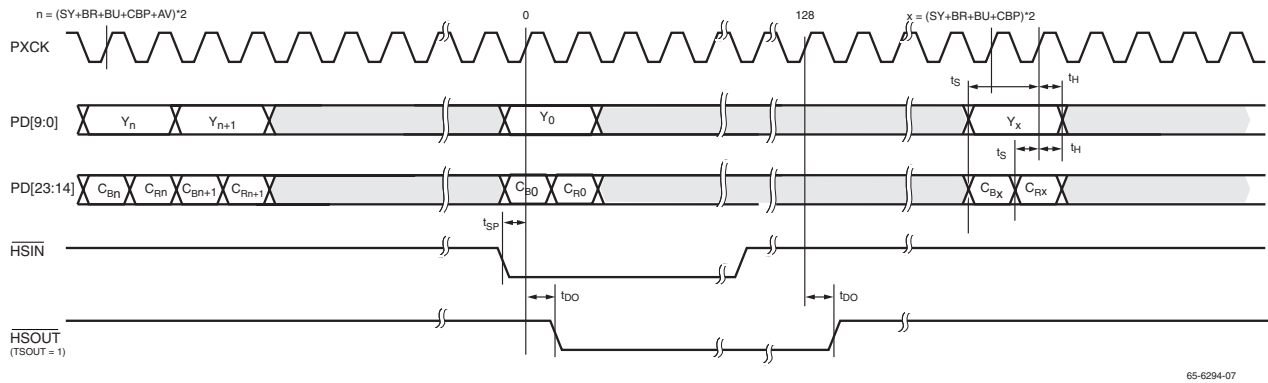 n = (SY+BR+BU+CBP+AV)*2 0 128 x = (SY+BR+BU+CBP)*2
PXCK
tS tH
PD[9:0] Yn Yn+1 Y0 Yx
tS tH
PD[23:14] CBn CRn CBn+1 CRn+1 CB0 CR0 CBx CRx
tSP
HSIN
tDO tDO
HSOUT
(TSOUT = 1)
65-6294-07